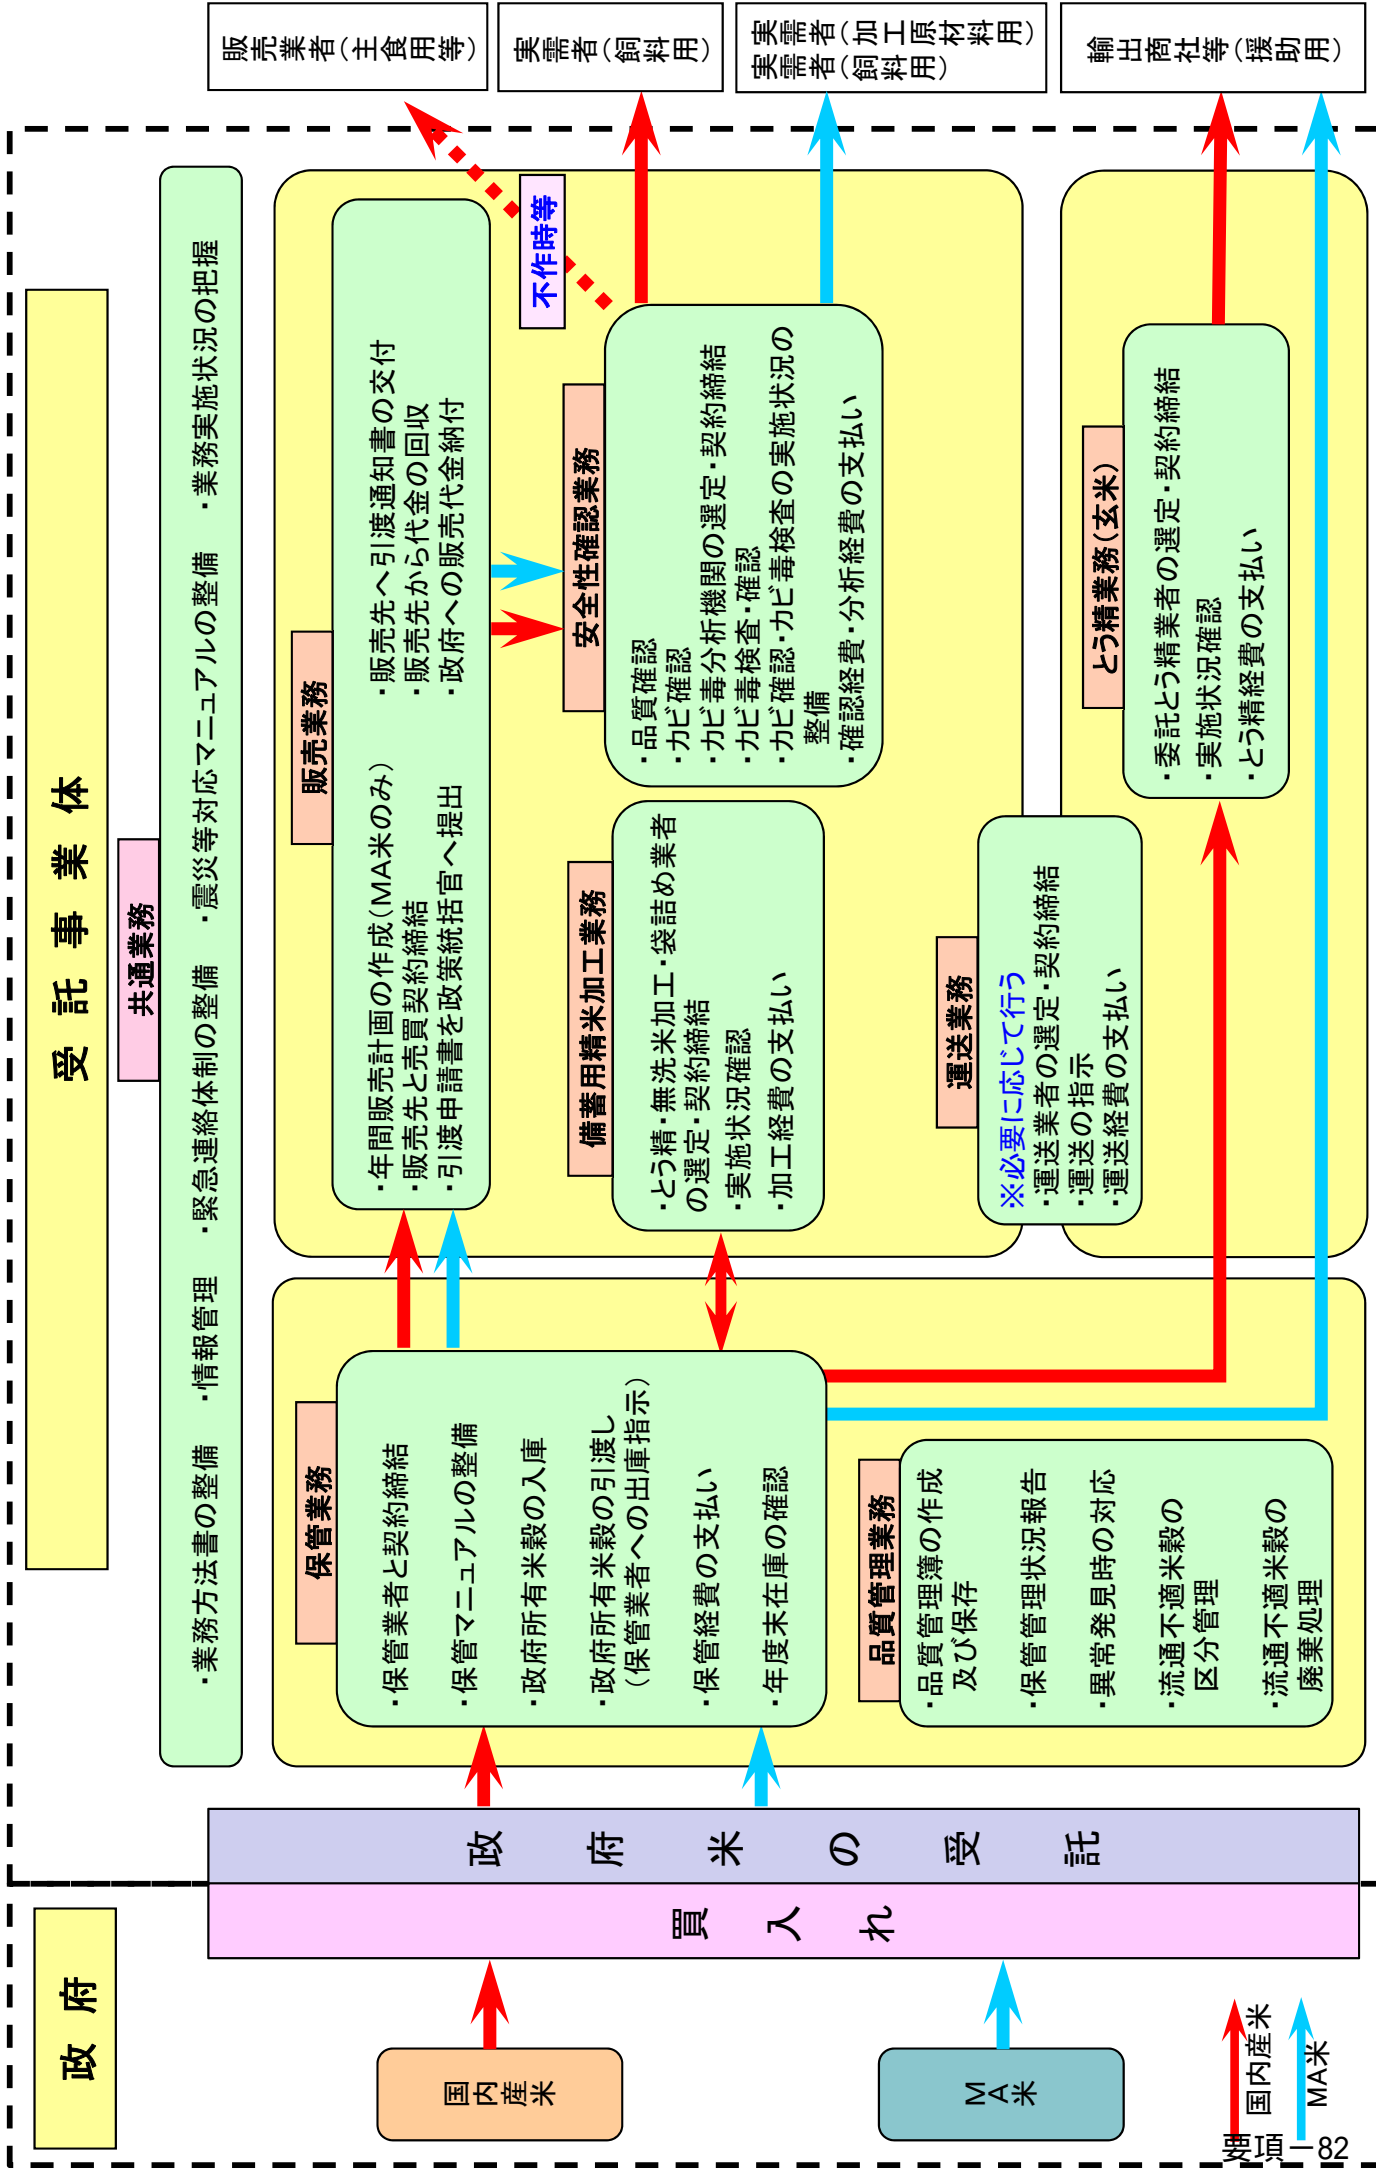 政府
受託事業体
共通業務
・業務方法書の整備　・情報管理　・緊急連絡体制の整備　・震災等対応マニュアルの整備　・業務実施状況の把握
国内産米
MA米
買入れ
政府米の受託
保管業務
・保管業者と契約締結
・保管マニュアルの整備
・政府所有米穀の入庫
・政府所有米穀の引渡し
（保管業者への出庫指示）
・保管経費の支払い
・年度末在庫の確認
品質管理業務
・品質管理簿の作成
及び保存
・保管管理状況報告
・異常発見時の対応
・流通不適米穀の
区分管理
・流通不適米穀の
廃棄処理
販売業務
・年間販売計画の作成（MA米のみ）
・販売先と売買契約締結
・引渡申請書を政策統括官へ提出
・販売先へ引渡通知書の交付
・販売先から代金の回収
・政府への販売代金納付
備蓄用精米加工業務
・とう精・無洗米加工・袋詰め業者
の選定・契約締結
・実施状況確認
・加工経費の支払い
安全性確認業務
・品質確認
・カビ確認
・カビ毒分析機関の選定・契約締結
・カビ毒検査・確認
・カビ確認・カビ毒検査の実施状況の
整備
・確認経費・分析経費の支払い
不作時等
運送業務
※必要に応じて行う
・運送業者の選定・契約締結
・運送の指示
・運送経費の支払い
とう精業務（玄米）
・委託とう精業者の選定・契約締結
・実施状況確認
・とう精経費の支払い
販売業者（主食用等）
実需者（飼料用）
実需者（加工原材料用）
実需者（飼料用）
輸出商社等（援助用）
国内産米
MA米
要項－82